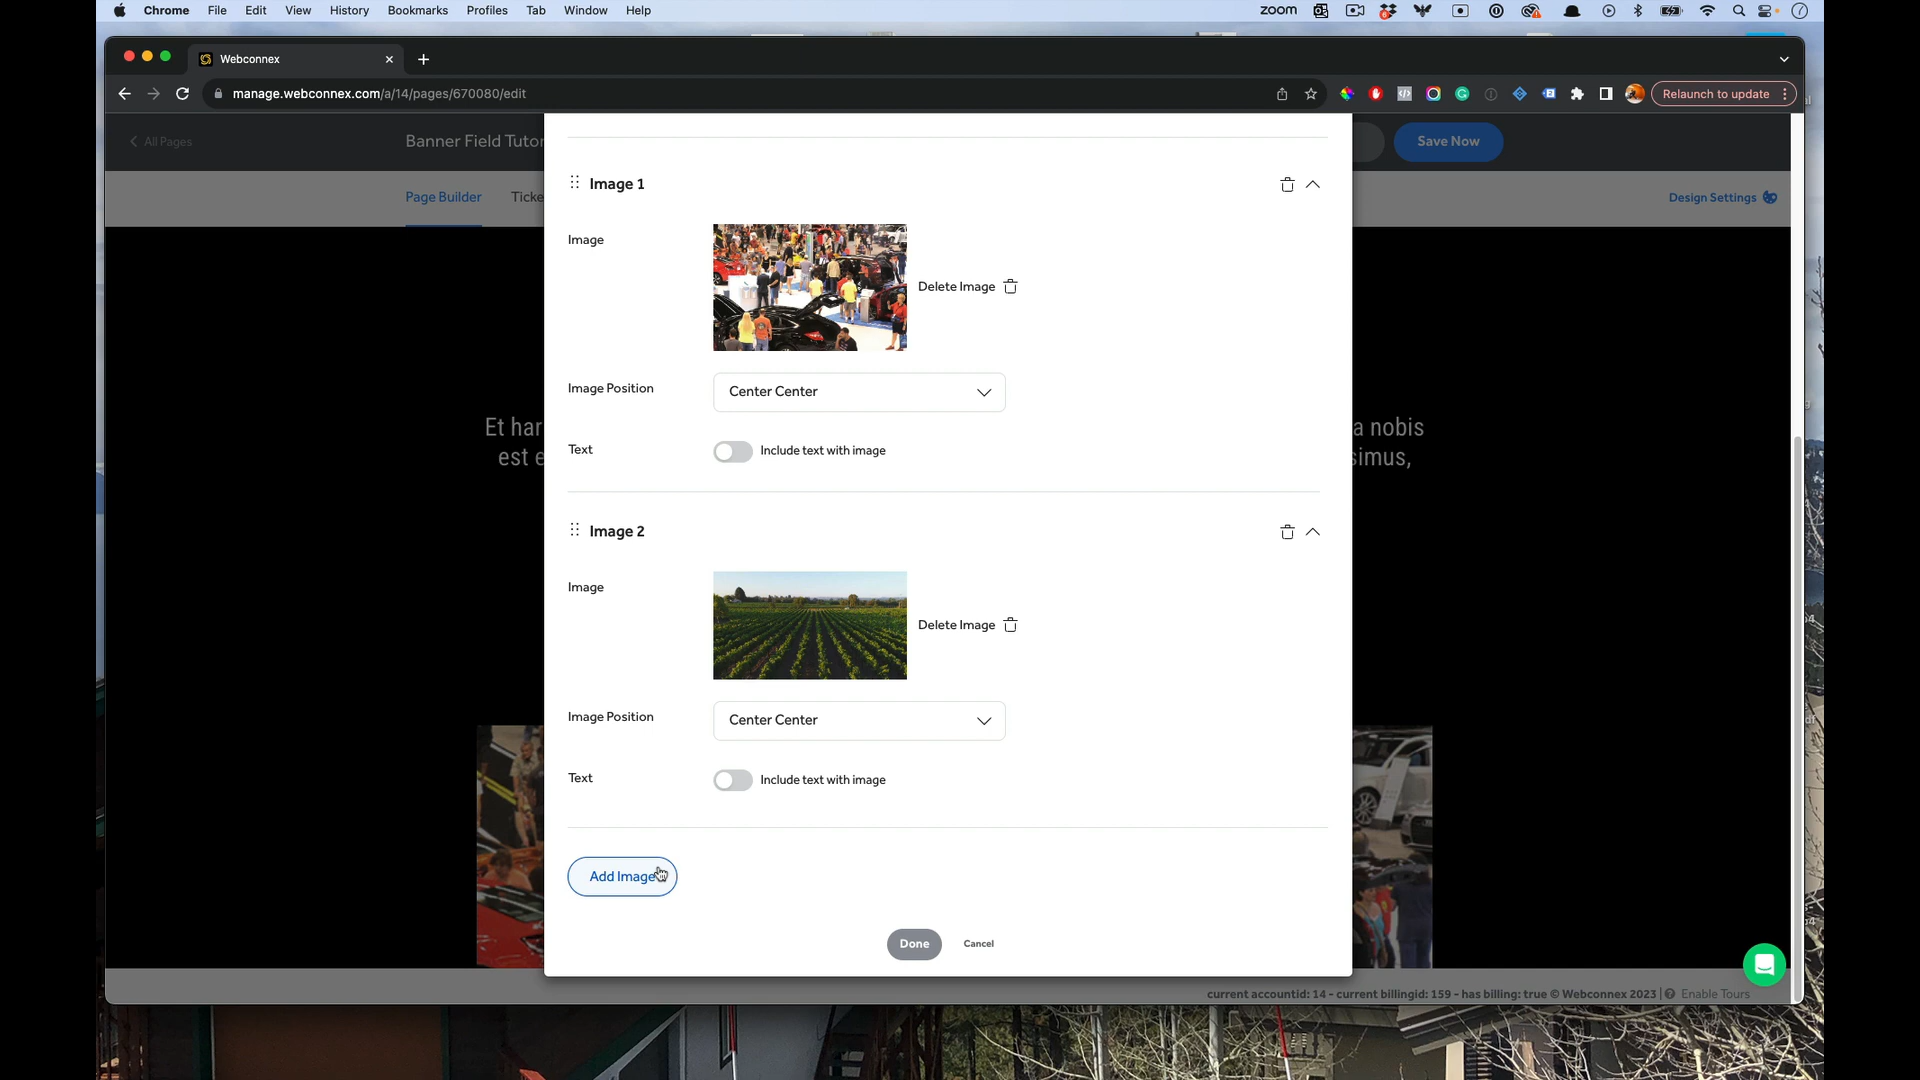 Chrome File Edit View History Bookmarks Profiles Tab Window Help zoom
Webconnex
manage.webconnex.com/a/14/pages/670080/edit Relaunch to update
All Pages Banner Field Tutor Save Now
Page Builder Ticke Design Settings
Image 1
Image
Delete Image
Image Position Center Center
Text Include text with image
Et har a nobis
est e simus,
Image 2
Image
Delete Image
Image Position Center Center
Text Include text with image
Add Image
Done Cancel
current accountid: 14 - current billingid: 159 - has billing: true © Webconnex 2023 | Enable Tours